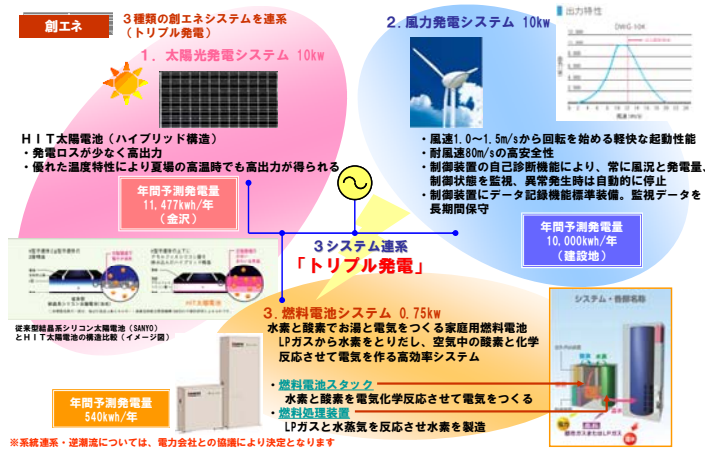 創エネ
３種類の創エネシステムを連系
（トリプル発電）
１．太陽光発電システム 10kw
ＨＩＴ太陽電池（ハイブリッド構造）
・発電ロスが少なく高出力
・優れた温度特性により夏場の高温時でも高出力が得られる
年間予測発電量
11,477kwh/年
（金沢）
従来型結晶系シリコン太陽電池（SANYO）
とＨＩＴ太陽電池の構造比較（イメージ図）
HIT太陽電池
2.風力発電システム 10kw
出力特性
・風速1.0～1.5m/sから回転を始める軽快な起動性能
・耐風速80m/sの高安全性
・制御装置の自己診断機能により、常に風況と発電量、
制御状態を監視、異常発生時は自動的に停止
・制御装置にデータ記録機能標準装備。監視データを
長期間保守
年間予測発電量
10,000kwh/年
（建設地）
３システム連系
「トリプル発電」
３.燃料電池システム 0.75kw
水素と酸素でお湯と電気をつくる家庭用燃料電池
LPガスから水素をとりだし、空気中の酸素と化学
反応させて電気を作る高効率システム
・燃料電池スタック
水素と酸素を電気化学反応させて電気をつくる
・燃料処理装置
LPガスと水蒸気を反応させ水素を製造
年間予測発電量
540kwh/年
システム・各部名称
都市ガスまたはLPガス
※系統連系・逆潮流については、電力会社との協議により決定となります